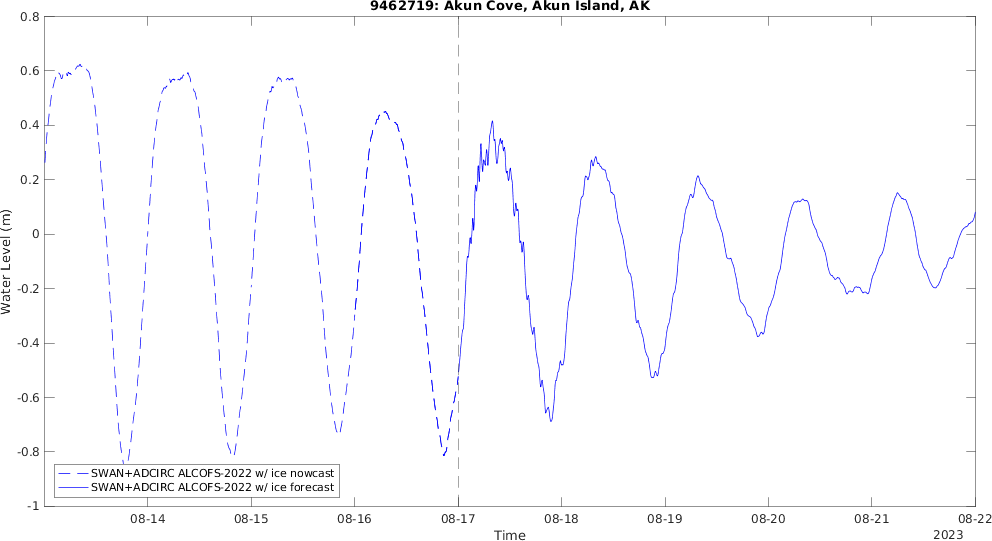 9462719: Akun Cove, Akun Island, AK
0.8
0.6
0.4
0.2
0
-0.2
-0.4
-0.6
-0.8
-1
Water Level (m)
SWAN+ADCIRC ALCOFS-2022 w/ ice nowcast
SWAN+ADCIRC ALCOFS-2022 w/ ice forecast
08-14 08-15 08-16 08-17 08-18 08-19 08-20 08-21 08-22
Time
2023